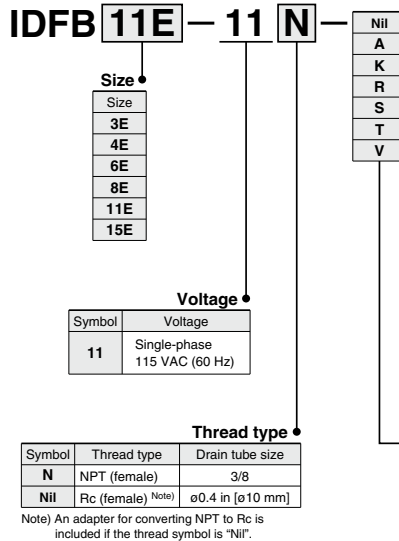 IDFB 11E — 11 N —
Nil
A
K
R
S
T
V
Size
Size
3E
4E
6E
8E
11E
15E
Voltage
Symbol Voltage
11 Single-phase
115 VAC (60 Hz)
Thread type
Symbol Thread type Drain tube size
N NPT (female) 3/8
Nil Rc (female) Note) ø0.4 in [ø10 mm]
Note) An adapter for converting NPT to Rc is
included if the thread symbol is “Nil”.